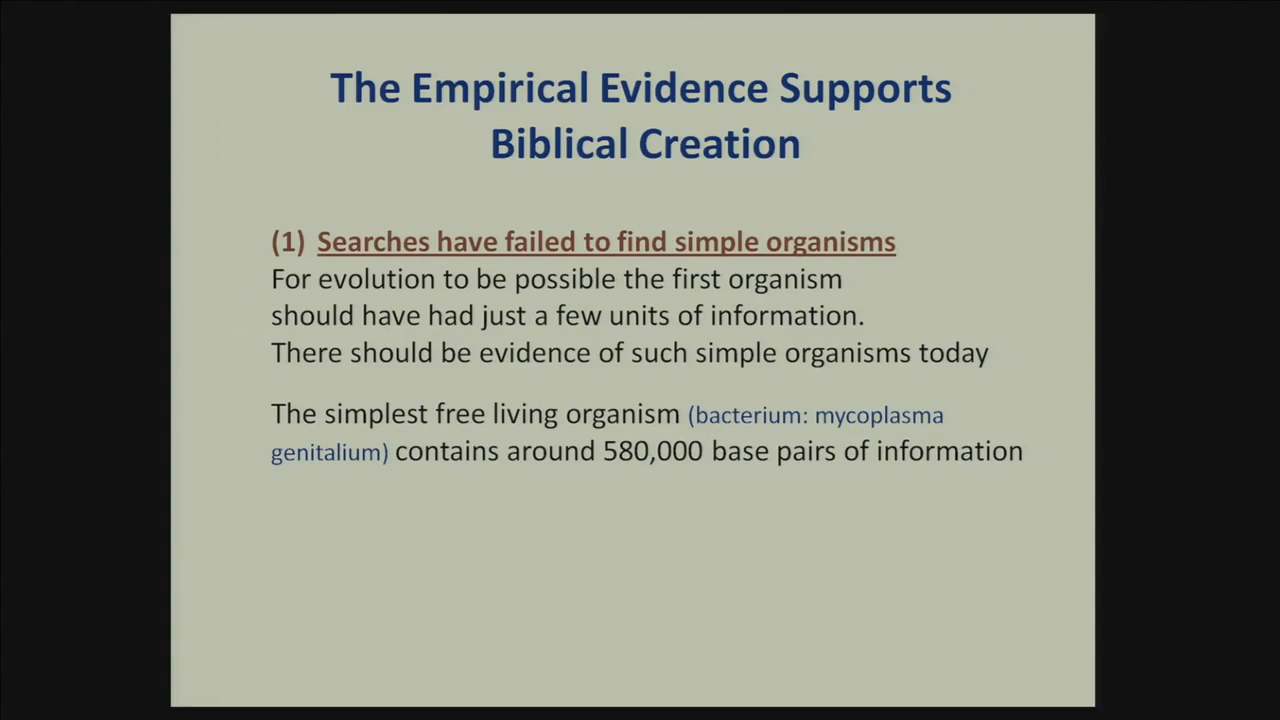 The Empirical Evidence Supports
Biblical Creation
(1) Searches have failed to find simple organisms
For evolution to be possible the first organism
should have had just a few units of information.
There should be evidence of such simple organisms today
The simplest free living organism (bacterium: mycoplasma
genitalium) contains around 580,000 base pairs of information